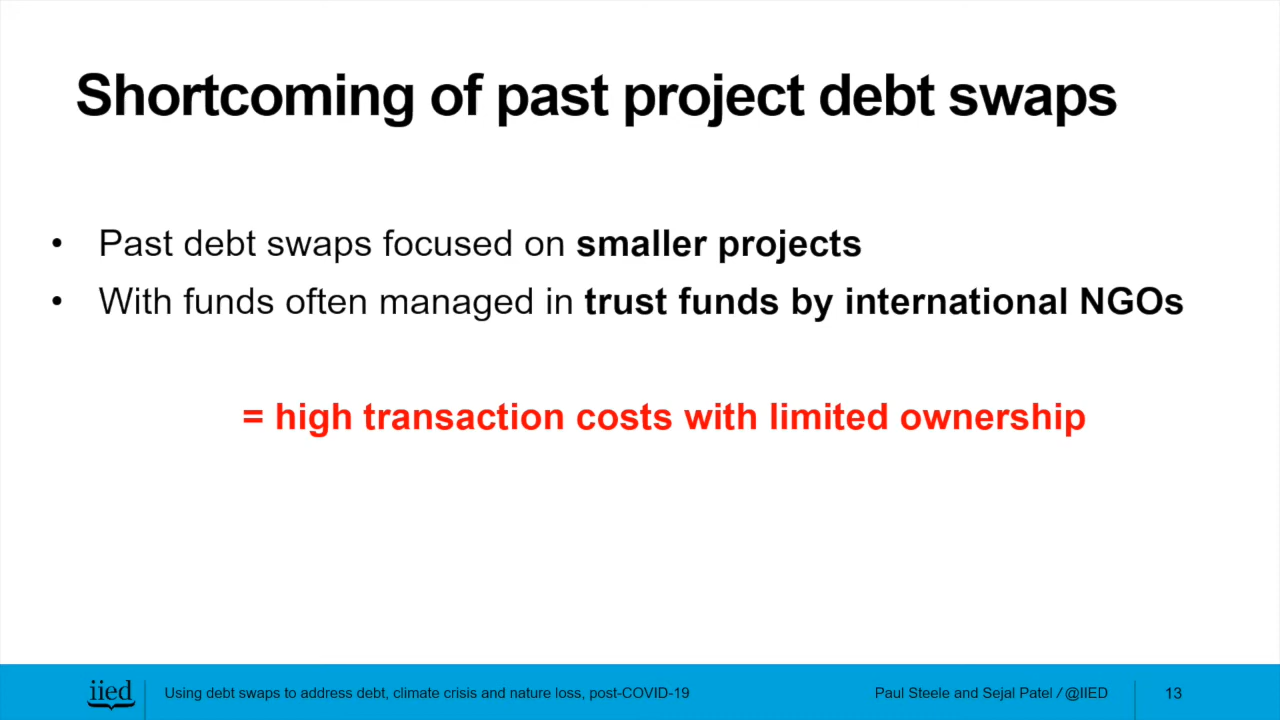 Shortcoming of past project debt swaps
• Past debt swaps focused on smaller projects
• With funds often managed in trust funds by international NGOs
= high transaction costs with limited ownership
iied
Using debt swaps to address debt, climate crisis and nature loss, post-COVID-19
Paul Steele and Sejal Patel / @IIED
13